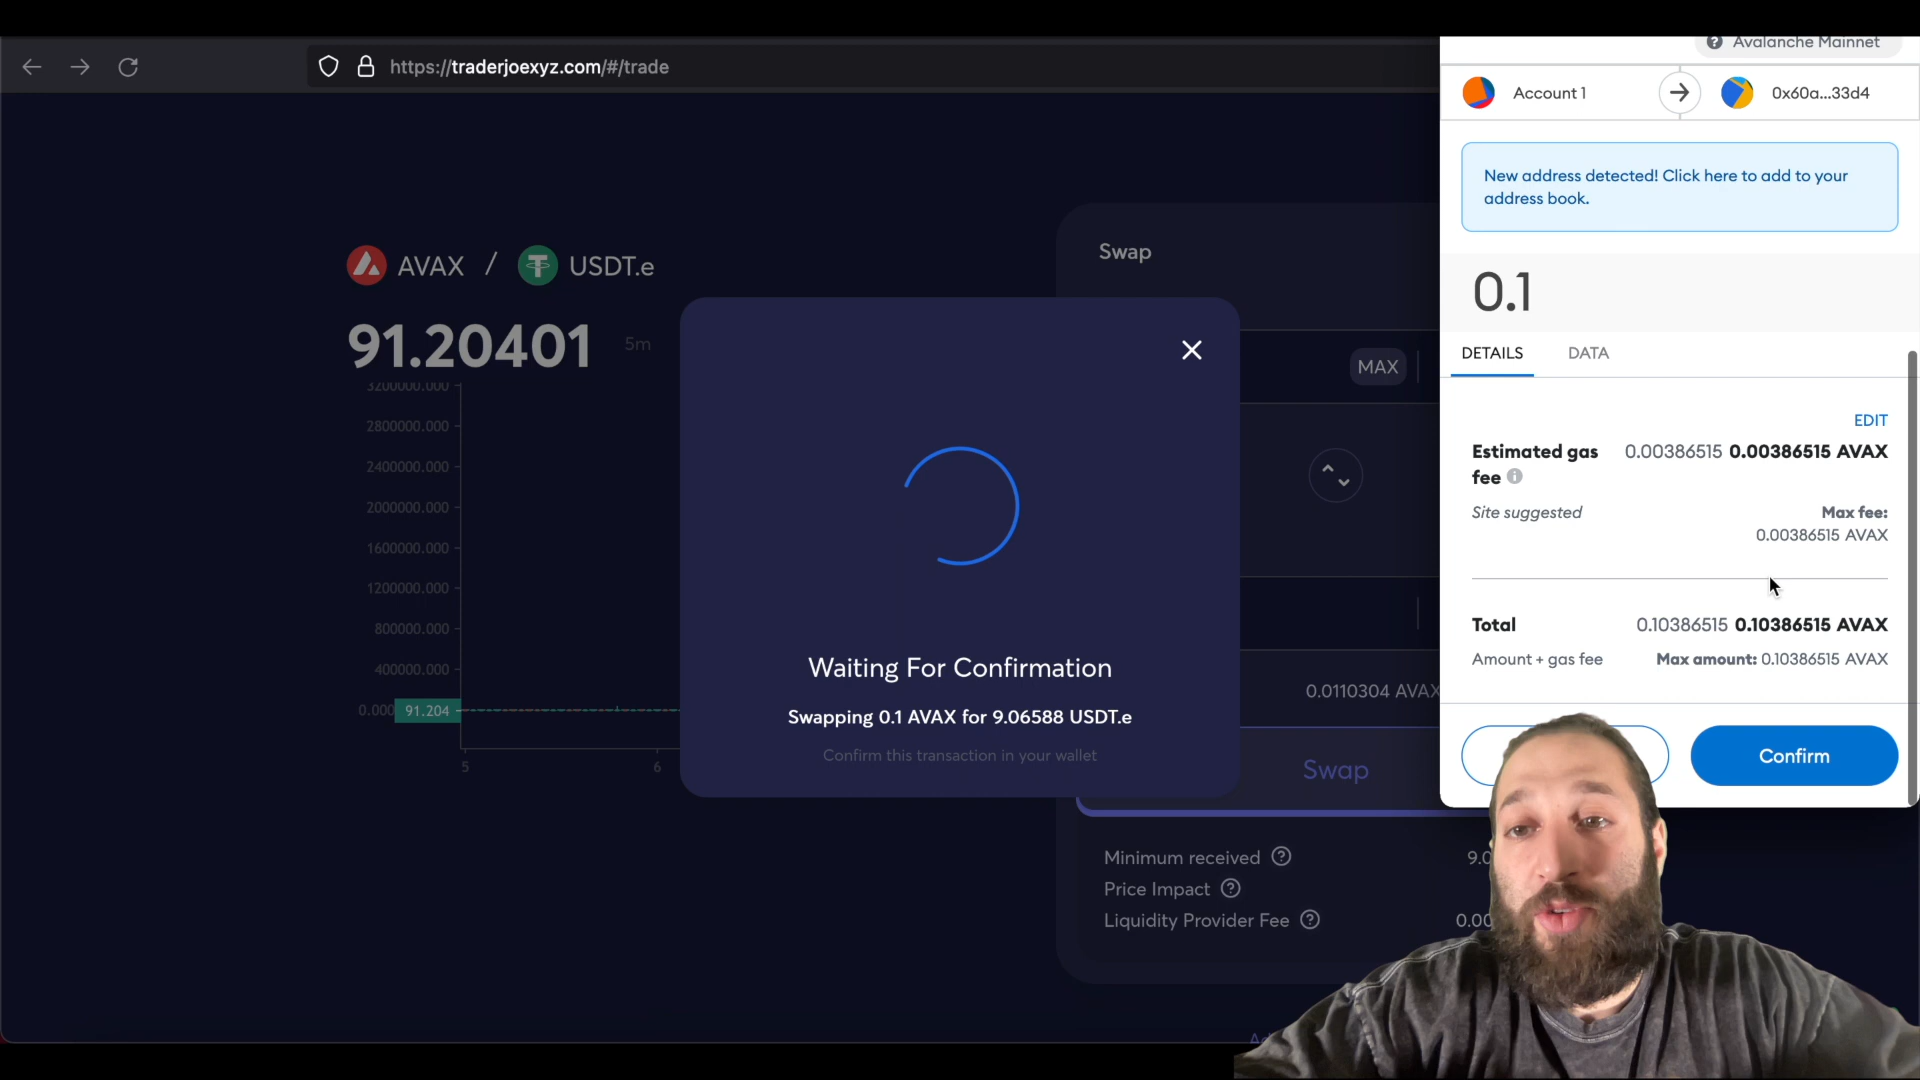 https://traderjoexyz.com/#/trade
AVAX / USDT.e
91.20401 5m
3200000.000
2800000.000
2400000.000
2000000.000
1600000.000
1200000.000
800000.000
400000.000
0.000 91.204
5 6
Swap
MAX
0.0110304 AVAX
Swap
Minimum received ? 9.0
Price Impact ?
Liquidity Provider Fee ? 0.00
Waiting For Confirmation
Swapping 0.1 AVAX for 9.06588 USDT.e
Confirm this transaction in your wallet
? Avalanche Mainnet
Account 1 0x60a...33d4
New address detected! Click here to add to your
address book.
0.1
DETAILS DATA
EDIT
Estimated gas 0.00386515 0.00386515 AVAX
fee
Site suggested Max fee:
0.00386515 AVAX
Total 0.10386515 0.10386515 AVAX
Amount + gas fee Max amount: 0.10386515 AVAX
Confirm